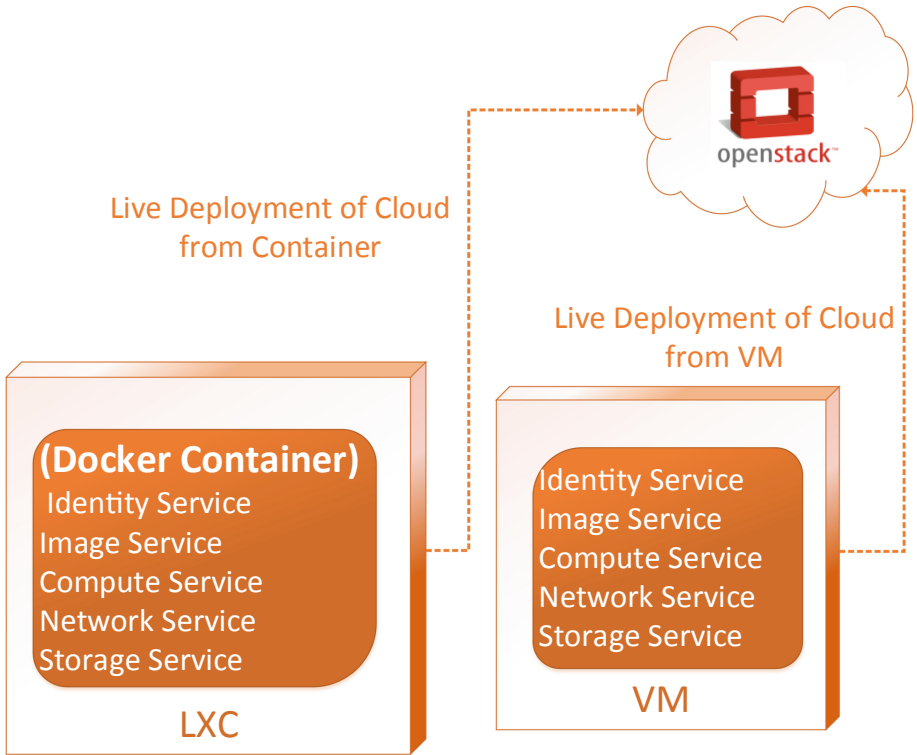 openstack™
Live Deployment of Cloud
from Container
Live Deployment of Cloud
from VM
(Docker Container)
Identity Service
Image Service
Compute Service
Network Service
Storage Service
LXC
Identity Service
Image Service
Compute Service
Network Service
Storage Service
VM